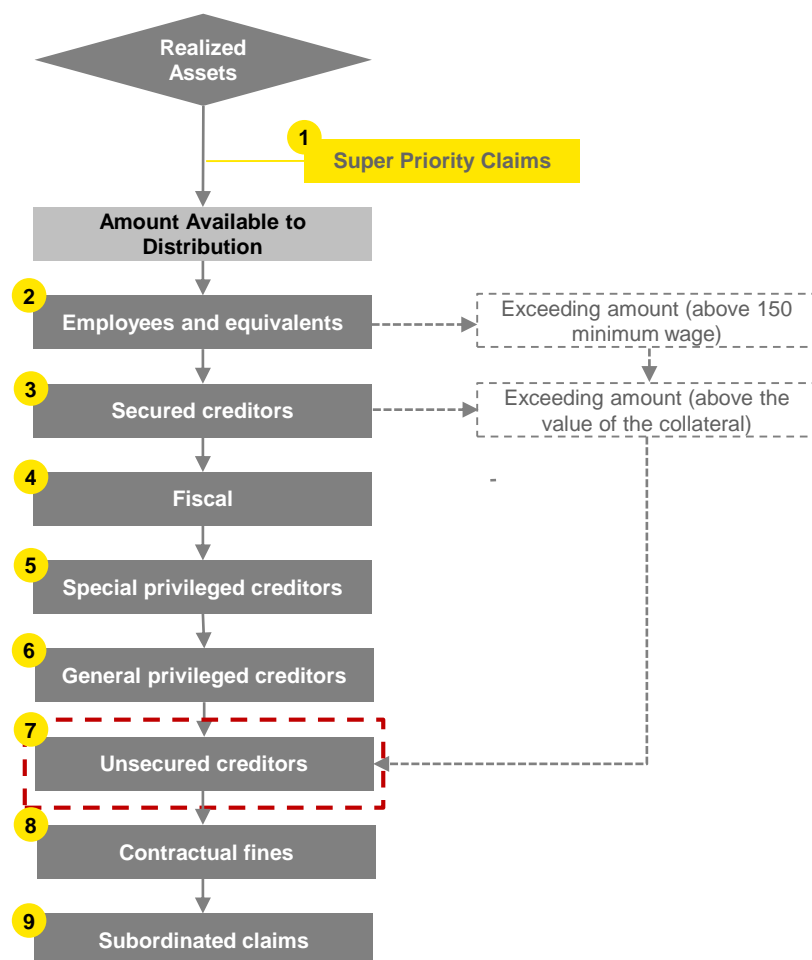 Realized
Assets
1
Super Priority Claims
Amount Available to
Distribution
2
Employees and equivalents
Exceeding amount (above 150
minimum wage)
3
Secured creditors
Exceeding amount (above the
value of the collateral)
4
Fiscal
-
5
Special privileged creditors
6
General privileged creditors
7
Unsecured creditors
8
Contractual fines
9
Subordinated claims